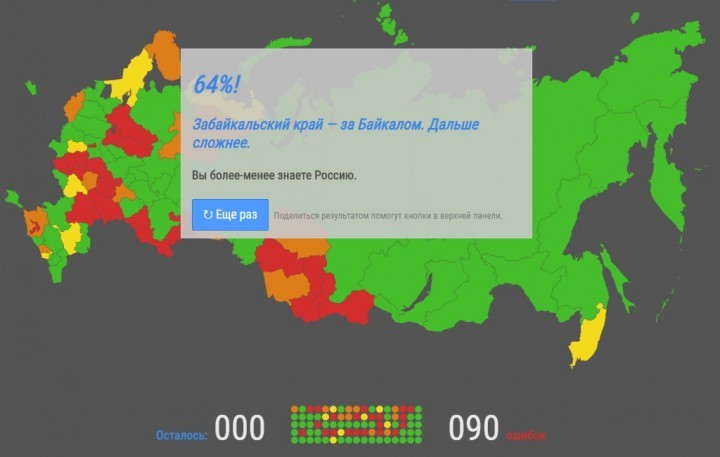 64%!
Забайкальский край — за Байкалом. Дальше
сложнее.
Вы более-менее знаете Россию.
↻ Еще раз
Поделиться результатом помогут кнопки в верхней панели.
Осталось: 000
090 ошибок